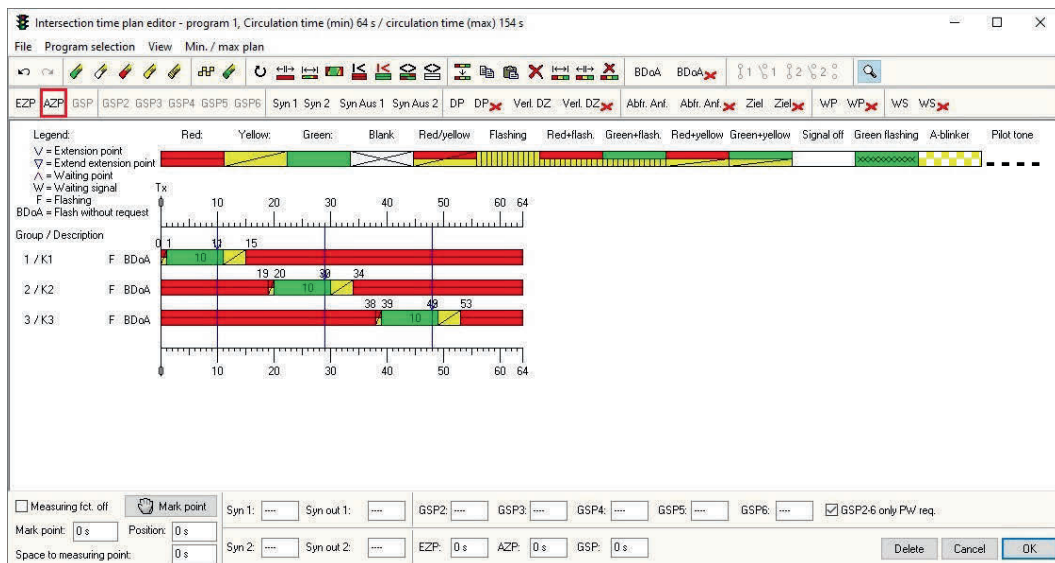 Intersection time plan editor - program 1, Circulation time (min) 64 s / circulation time (max) 154 s
File Program selection View Min. / max plan
BDoA BDoA 1 1 2 2
EZP AZP GSP GSP2 GSP3 GSP4 GSP5 GSP6 Syn 1 Syn 2 Syn Aus 1 Syn Aus 2 DP DP Verl. DZ Verl. DZ Abfr. Anf. Abfr. Anf. Ziel Ziel WP WP WS WS
Legend: Red: Yellow: Green: Blank Red/yellow Flashing Red+flash. Green+flash. Red+yellow Green+yellow Signal off Green flashing A-blinker Pilot tone
V = Extension point
▽ = Extend extension point
Λ = Waiting point
W = Waiting signal
F = Flashing
BDoA = Flash without request
Tx
0 10 20 30 40 50 60 64
Group / Description
0 1 11 15
1 / K1 F BDoA 10
19 20 30 34
2 / K2 F BDoA 10
38 39 49 53
3 / K3 F BDoA 10
0 10 20 30 40 50 60 64
Measuring fct. off Mark point Syn 1: ---- Syn out 1: ---- GSP2: ---- GSP3: ---- GSP4: ---- GSP5: ---- GSP6: ---- GSP2-6 only PW req.
Mark point: 0 s Position: 0 s
Space to measuring point: 0 s Syn 2: ---- Syn out 2: ---- EZP: 0 s AZP: 0 s GSP: 0 s Delete Cancel OK